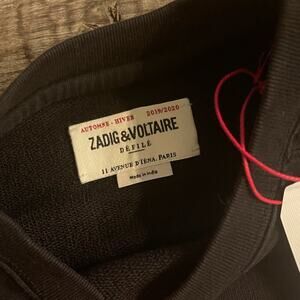 AUTOMNE - HIVER 2019/2020
ZADIG&VOLTAIRE
DÉFILÉ
11 AVENUE D'IÉNA. PARIS
Made in India